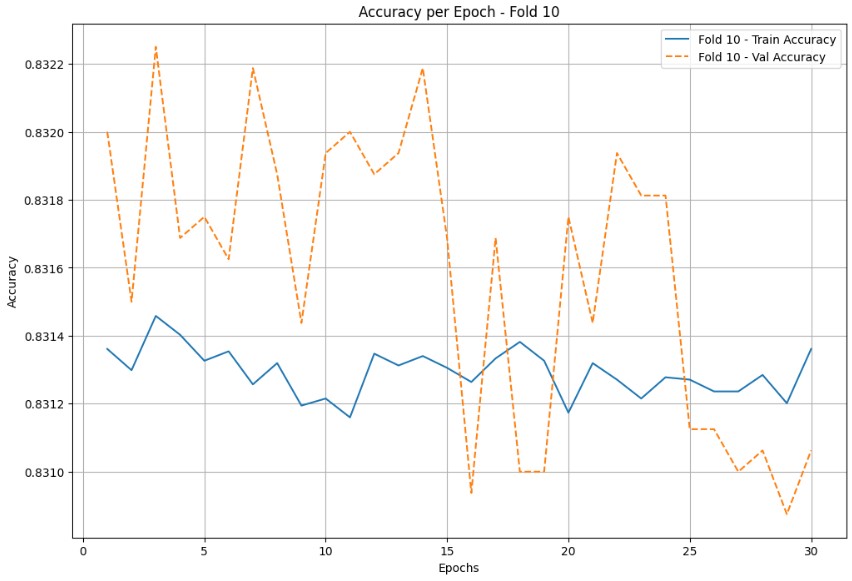 Accuracy per Epoch - Fold 10
Fold 10 - Train Accuracy
Fold 10 - Val Accuracy
0.8322
0.8320
0.8318
0.8316
0.8314
0.8312
0.8310
Accuracy
0 5 10 15 20 25 30
Epochs